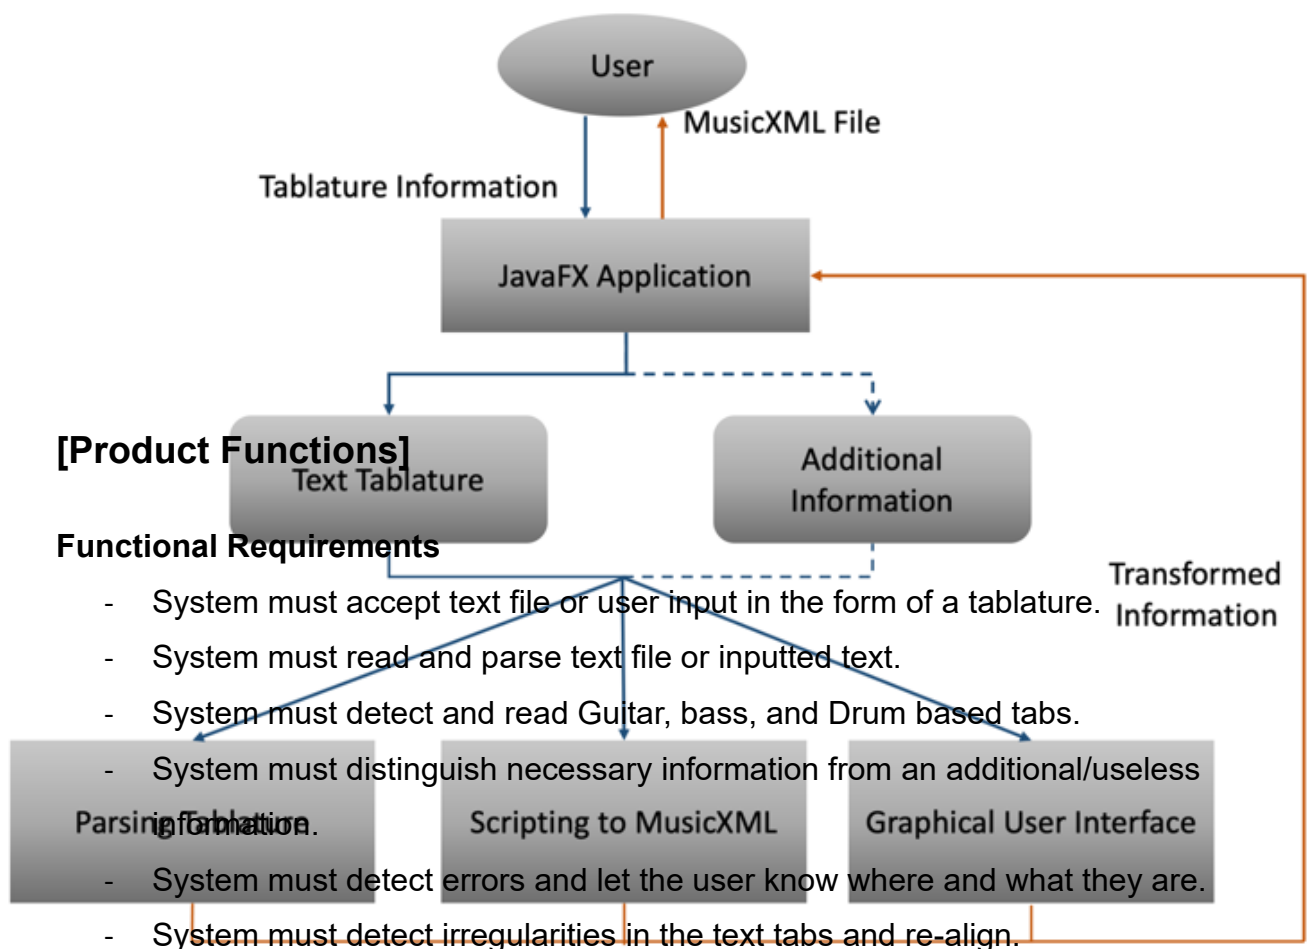 User
MusicXML File
Tablature Information
JavaFX Application
[Product Functions]
Text Tablature
Additional
Information
Functional Requirements
Transformed
Information
- System must accept text file or user input in the form of a tablature.
- System must read and parse text file or inputted text.
- System must detect and read Guitar, bass, and Drum based tabs.
- System must distinguish necessary information from an additional/useless
information.
Parsing Tablature
Scripting to MusicXML
Graphical User Interface
- System must detect errors and let the user know where and what they are.
- System must detect irregularities in the text tabs and re-align.